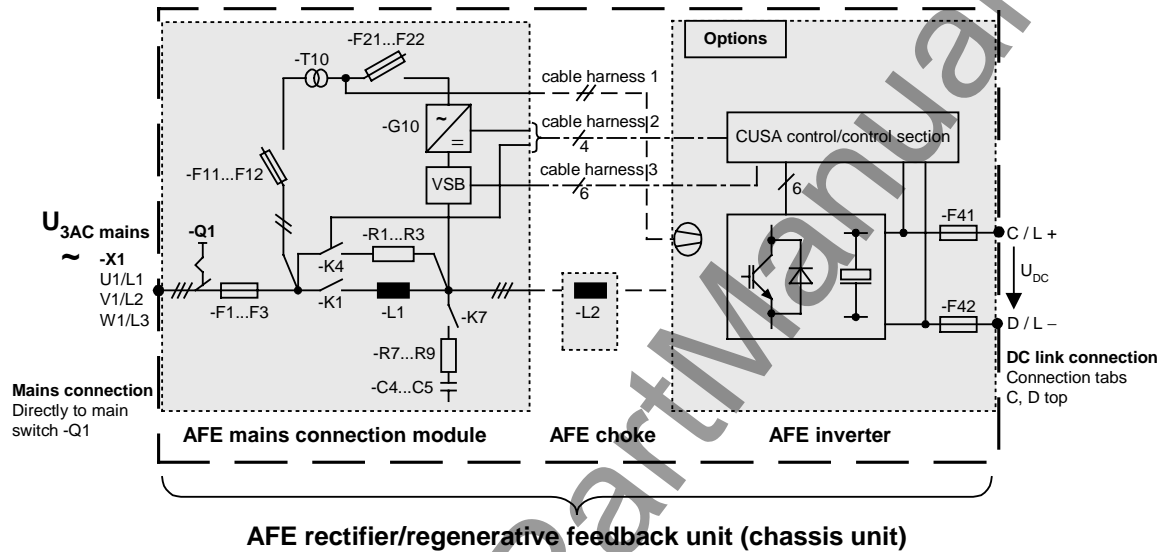 -F21...F22
-T10
Options
cable harness 1
cable harness 2
4
CUSA control/control section
~
=
-G10
-F11...F12
VSB
cable harness 3
6
6
U3AC mains
~
-X1
U1/L1
V1/L2
W1/L3
-Q1
-R1...R3
-K4
-F41
C / L +
UDC
-F1...F3
-K1
-L1
-L2
-K7
-F42
D / L –
-R7...R9
-C4...C5
Mains connection
Directly to main
switch -Q1
DC link connection
Connection tabs
C, D top
AFE mains connection module
AFE choke
AFE inverter
AFE rectifier/regenerative feedback unit (chassis unit)